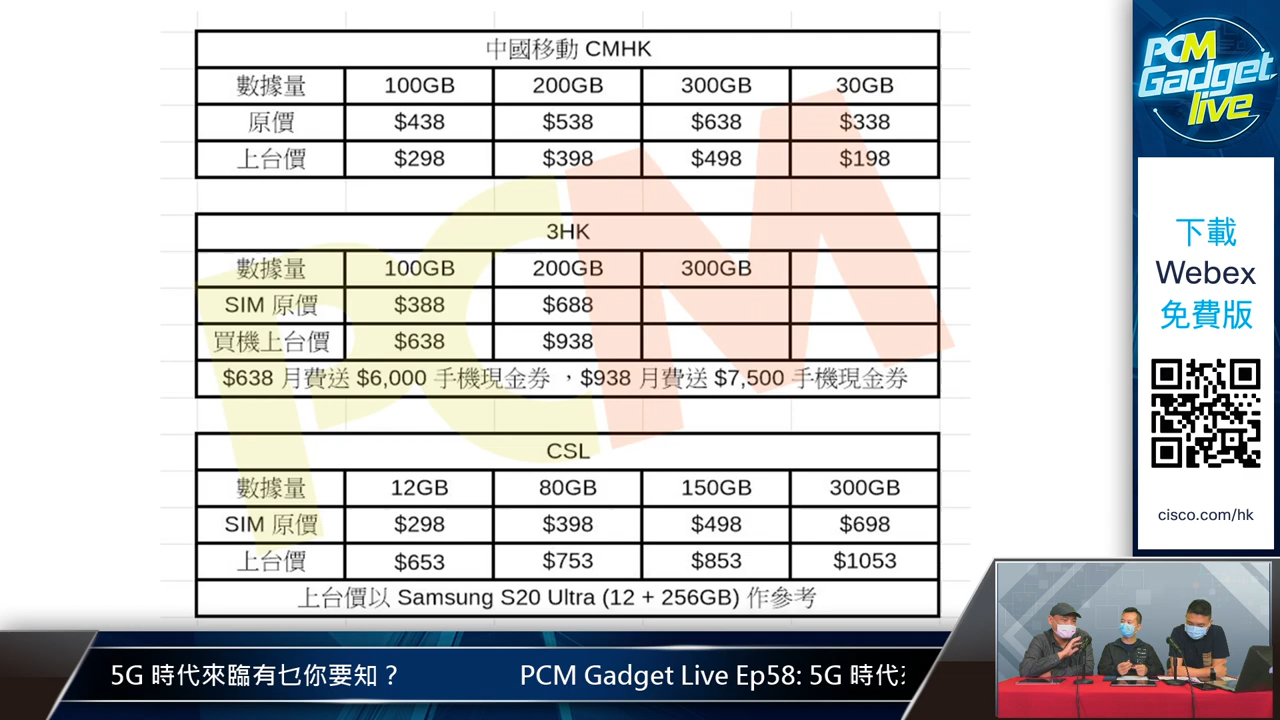 中國移動 CMHK
數據量 100GB 200GB 300GB 30GB
原價 $438 $538 $638 $338
上台價 $298 $398 $498 $198
3HK
數據量 100GB 200GB 300GB
SIM 原價 $388 $688
買機上台價 $638 $938
$638 月費送 $6,000 手機現金券 ，$938 月費送 $7,500 手機現金券
CSL
數據量 12GB 80GB 150GB 300GB
SIM 原價 $298 $398 $498 $698
上台價 $653 $753 $853 $1053
上台價以 Samsung S20 Ultra (12 + 256GB) 作參考
PCM
PCM
Gadget
live
下載
Webex
免費版
cisco.com/hk
5G 時代來臨有乜你要知？ PCM Gadget Live Ep58: 5G 時代